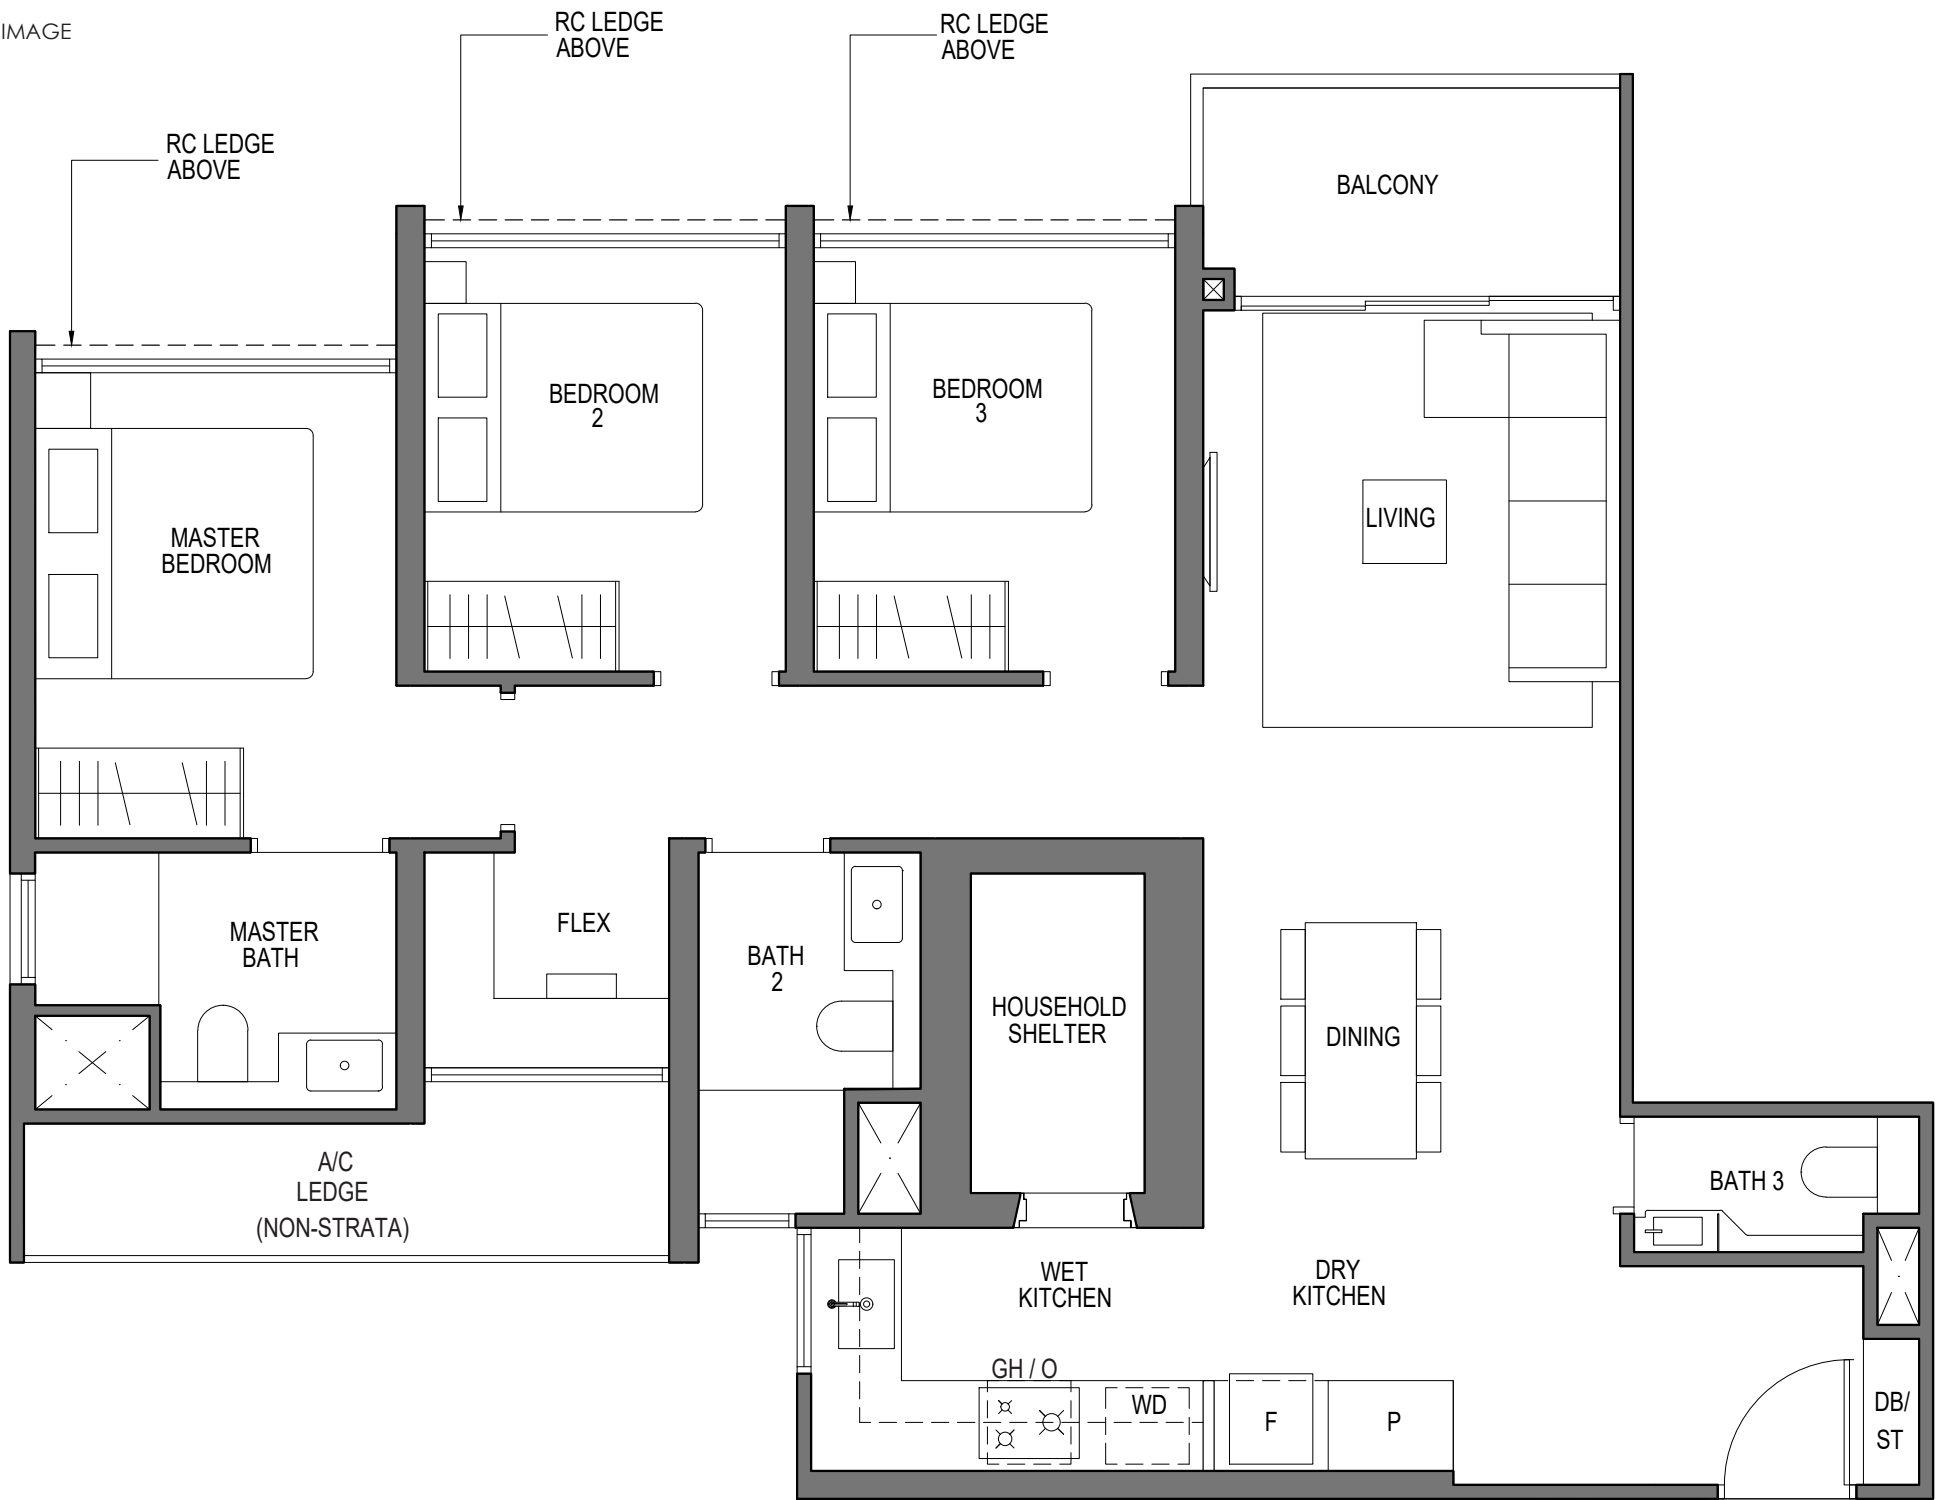 IMAGE
RC LEDGE
ABOVE
RC LEDGE
ABOVE
RC LEDGE
ABOVE
BALCONY
BEDROOM
2
BEDROOM
3
MASTER
BEDROOM
LIVING
MASTER
BATH
FLEX
BATH
2
HOUSEHOLD
SHELTER
DINING
A/C
LEDGE
(NON-STRATA)
BATH 3
WET
KITCHEN
DRY
KITCHEN
GH / O
WD
F
P
DB/
ST